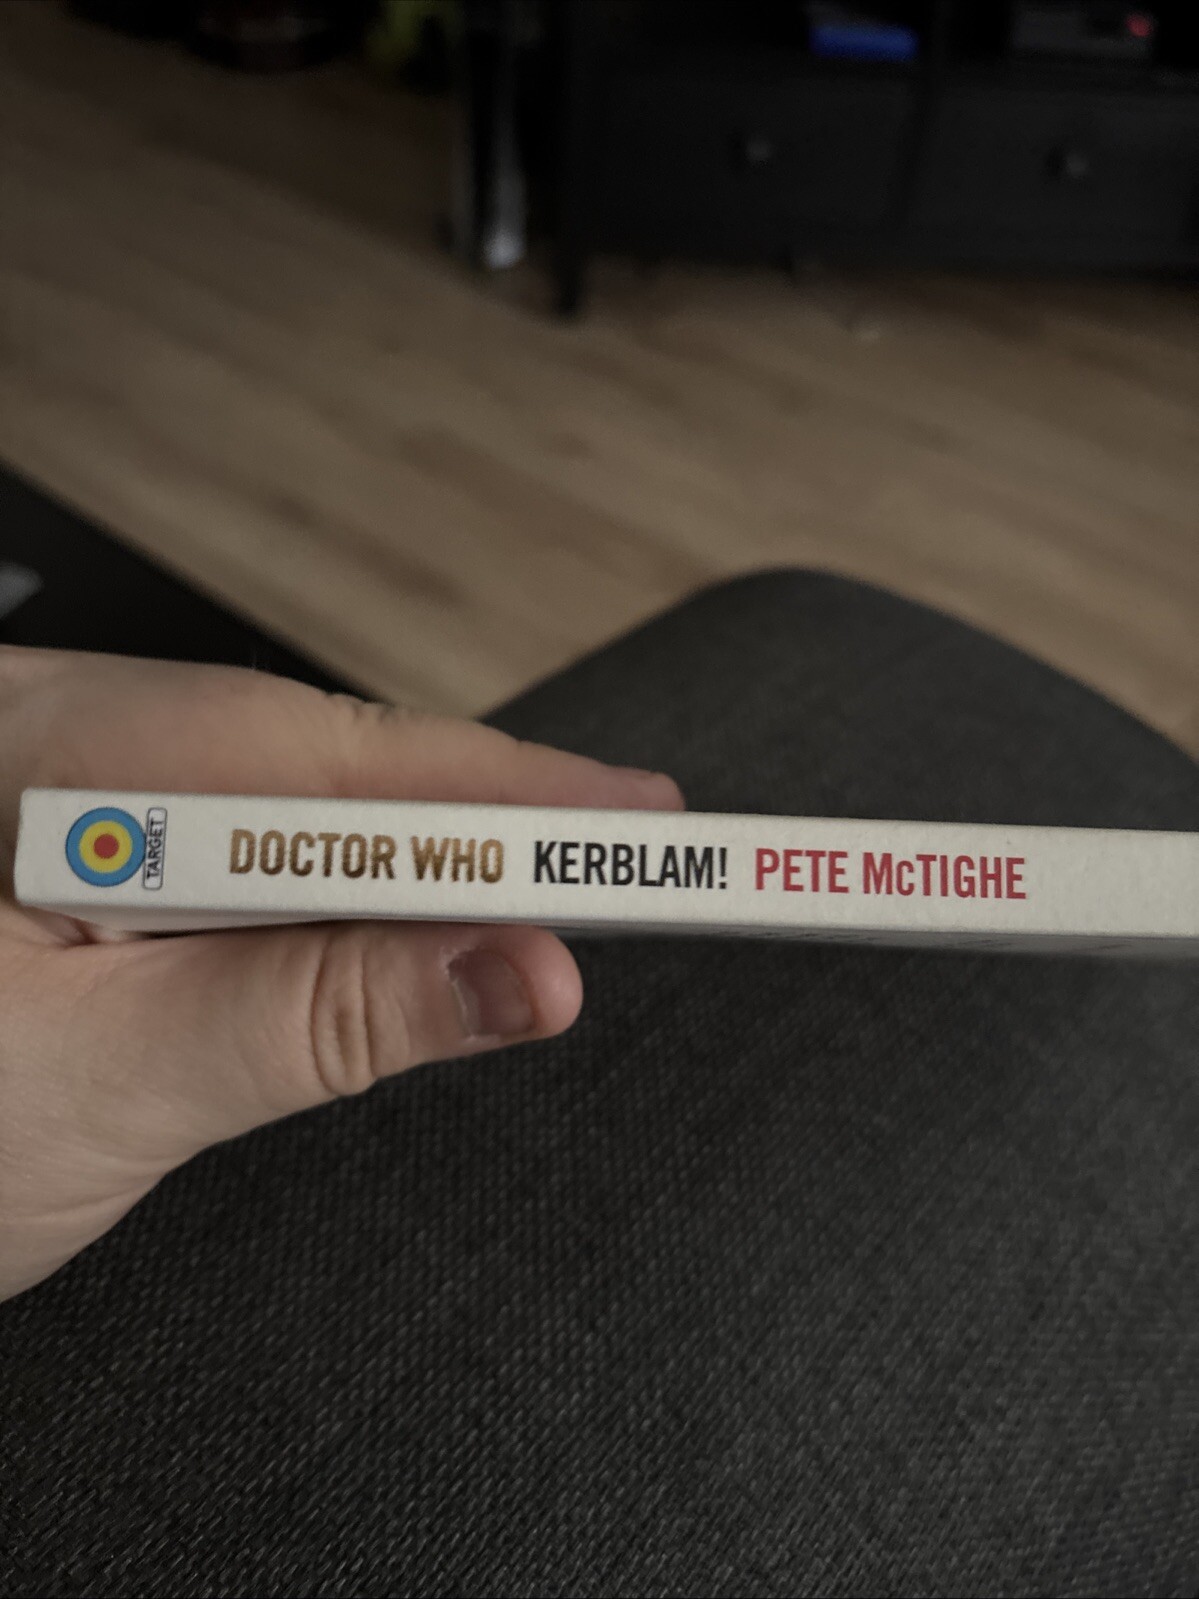 TARGET
DOCTOR WHO KERBLAM! PETE McTIGHE